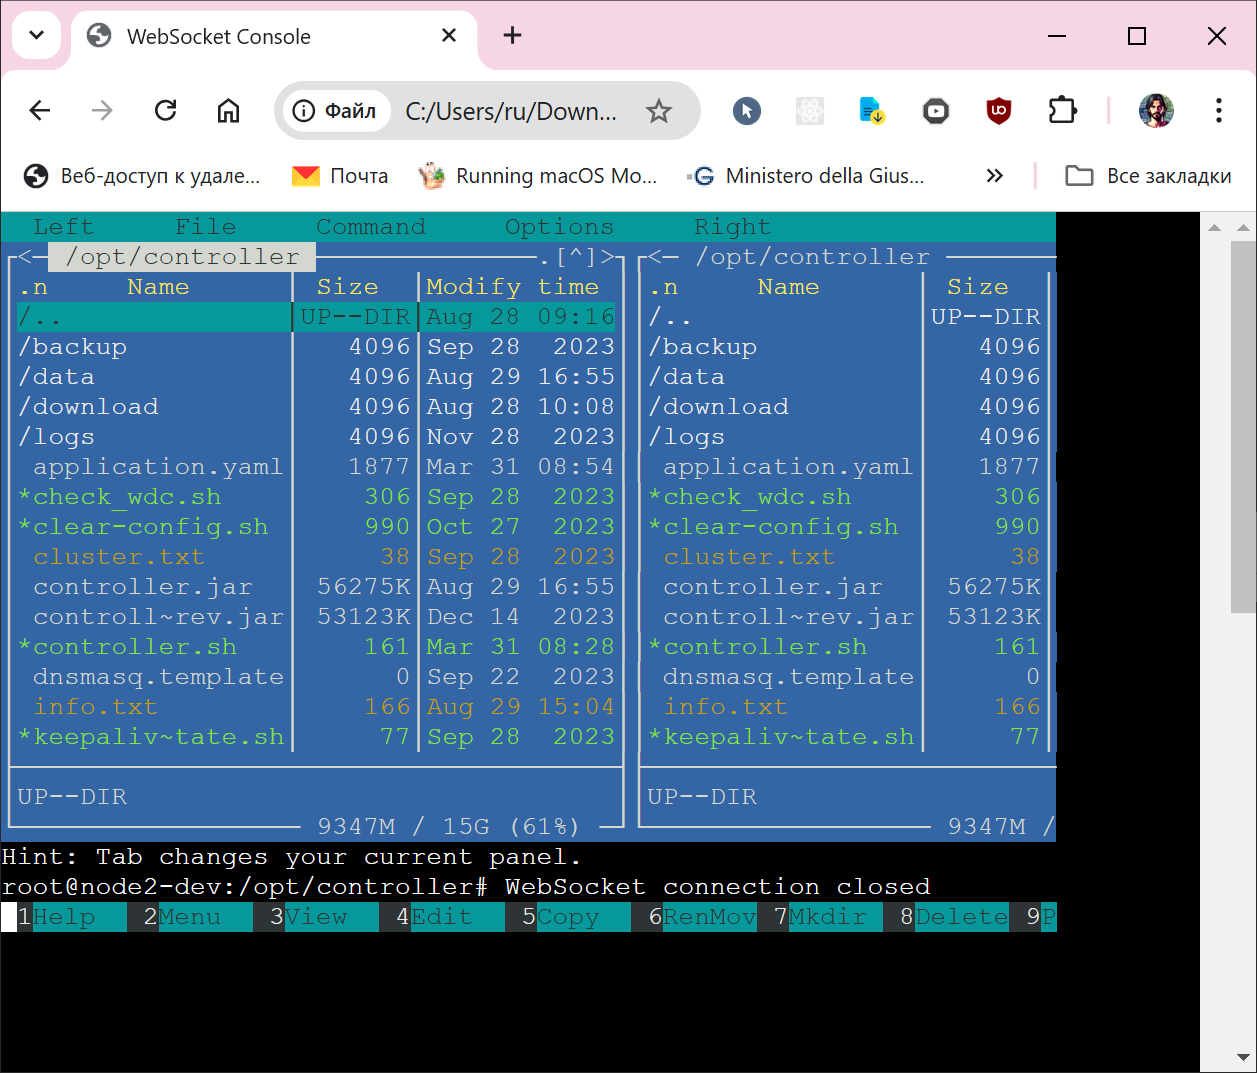 WebSocket Console
Файл C:/Users/ru/Down...
Веб-доступ к удале... Почта Running macOS Mo... Ministero della Gius... Все закладки
Left File Command Options Right
<─ /opt/controller ─.[^]> <─ /opt/controller ─
.n Name Size Modify time .n Name Size
/.. UP--DIR Aug 28 09:16 /.. UP--DIR
/backup 4096 Sep 28 2023 /backup 4096
/data 4096 Aug 29 16:55 /data 4096
/download 4096 Aug 28 10:08 /download 4096
/logs 4096 Nov 28 2023 /logs 4096
application.yaml 1877 Mar 31 08:54 application.yaml 1877
*check_wdc.sh 306 Sep 28 2023 *check_wdc.sh 306
*clear-config.sh 990 Oct 27 2023 *clear-config.sh 990
cluster.txt 38 Sep 28 2023 cluster.txt 38
controller.jar 56275K Aug 29 16:55 controller.jar 56275K
controll~rev.jar 53123K Dec 14 2023 controll~rev.jar 53123K
*controller.sh 161 Mar 31 08:28 *controller.sh 161
dnsmasq.template 0 Sep 22 2023 dnsmasq.template 0
info.txt 166 Aug 29 15:04 info.txt 166
*keepaliv~tate.sh 77 Sep 28 2023 *keepaliv~tate.sh 77
UP--DIR UP--DIR
9347M / 15G (61%) 9347M /
Hint: Tab changes your current panel.
root@node2-dev:/opt/controller# WebSocket connection closed
1Help 2Menu 3View 4Edit 5Copy 6RenMov 7Mkdir 8Delete 9P